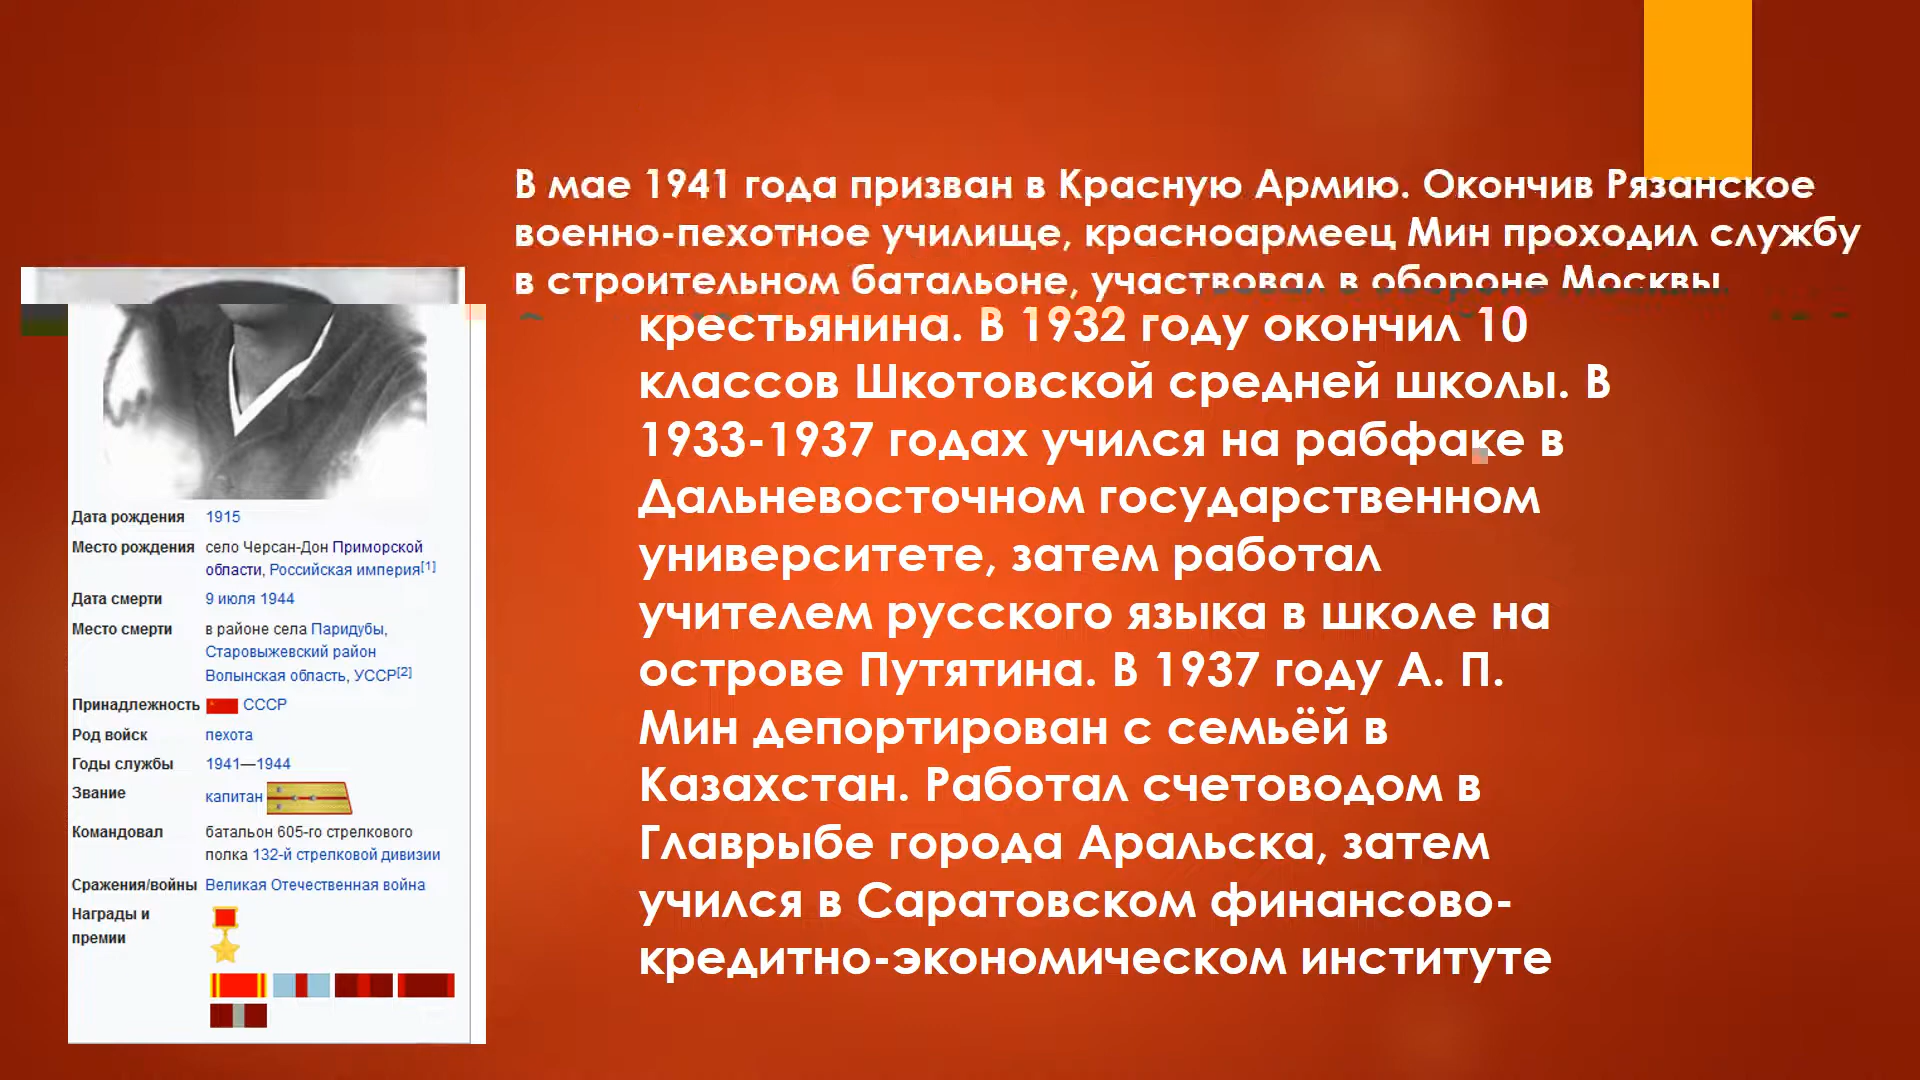 В мае 1941 года призван в Красную Армию. Окончив Рязанское
военно-пехотное училище, красноармеец Мин проходил службу
в строительном батальоне, участвовал в обороне Москвы
крестьянина. В 1932 году окончил 10
классов Шкотовской средней школы. В
1933-1937 годах учился на рабфаке в
Дальневосточном государственном
университете, затем работал
учителем русского языка в школе на
острове Путятина. В 1937 году А. П.
Мин депортирован с семьёй в
Казахстан. Работал счетоводом в
Главрыбе города Аральска, затем
учился в Саратовском финансово-
кредитно-экономическом институте
Дата рождения 1915
Место рождения село Черсан-Дон Приморской
области, Российская империя[1]
Дата смерти 9 июля 1944
Место смерти в районе села Паридубы,
Старовыжевский район
Волынская область, УССР[2]
Принадлежность СССР
Род войск пехота
Годы службы 1941—1944
Звание капитан
Командовал батальон 605-го стрелкового
полка 132-й стрелковой дивизии
Сражения/войны Великая Отечественная война
Награды и
премии